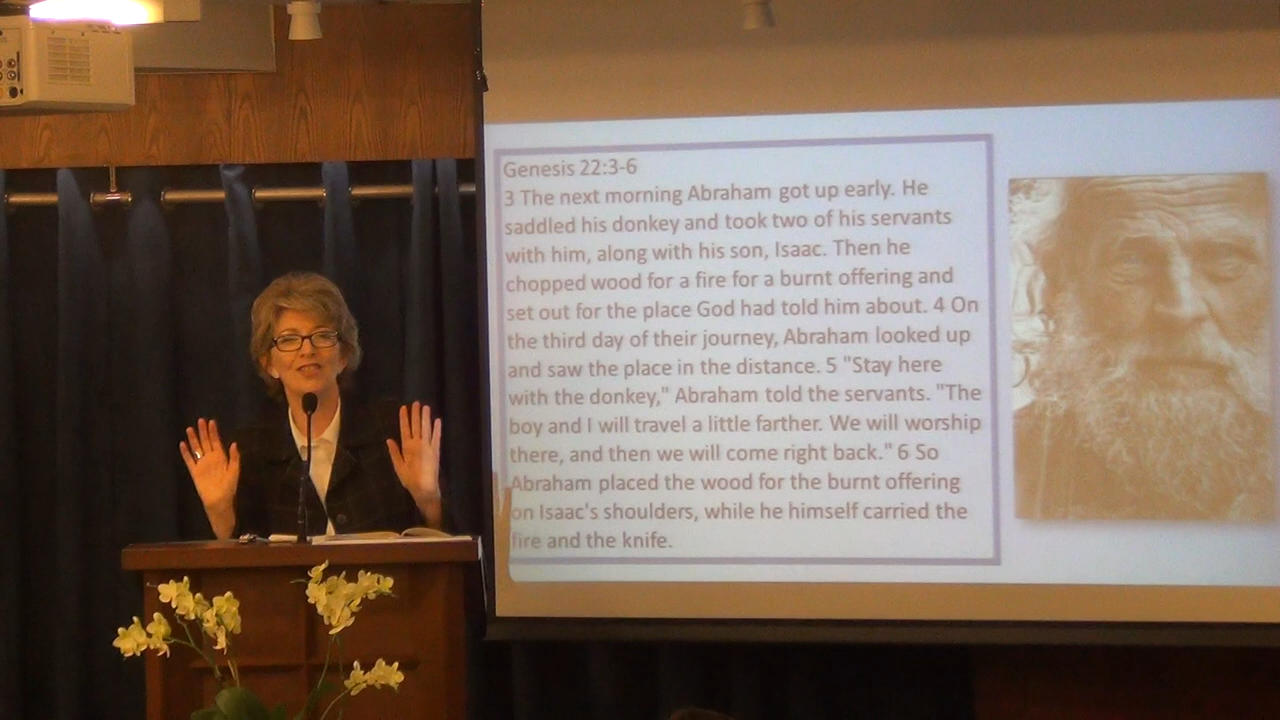 Genesis 22:3-6
3 The next morning Abraham got up early. He
saddled his donkey and took two of his servants
with him, along with his son, Isaac. Then he
chopped wood for a fire for a burnt offering and
set out for the place God had told him about. 4 On
the third day of their journey, Abraham looked up
and saw the place in the distance. 5 "Stay here
with the donkey," Abraham told the servants. "The
boy and I will travel a little farther. We will worship
there, and then we will come right back." 6 So
Abraham placed the wood for the burnt offering
on Isaac's shoulders, while he himself carried the
fire and the knife.